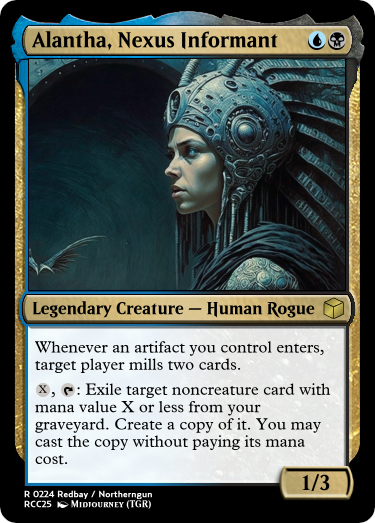 Alantha, Nexus Informant
Legendary Creature — Human Rogue
Whenever an artifact you control enters,
target player mills two cards.
X, : Exile target noncreature card with
mana value X or less from your
graveyard. Create a copy of it. You may
cast the copy without paying its mana
cost.
1/3
R 0224 Redbay / Northerngun
RCC25 Midjourney (TGR)